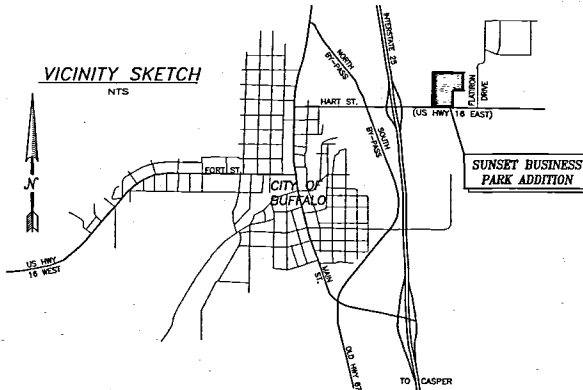 VICINITY SKETCH
NTS
N
NORTH
BY-PASS
INTERSTATE 25
HART ST.
SOUTH
BY-PASS
(US HWY 16 EAST)
FLATIRON
DRIVE
SUNSET BUSINESS
PARK ADDITION
FORT ST.
CITY OF
BUFFALO
US HWY
16 WEST
MAIN
ST.
OLD HWY 87
TO CASPER